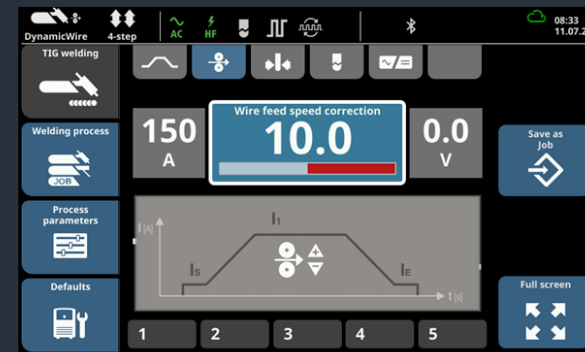 DynamicWire
4-step
AC
HF
08:33
11.07.2
TIG welding
Welding process
JOB
Process
parameters
Defaults
150
A
Wire feed speed correction
10.0
0.0
V
I [A]
Is
I₁
IE
t [s]
1
2
3
4
5
Save as
Job
Full screen